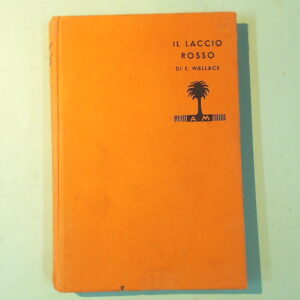 IL LACCIO
ROSSO
DI E. WALLACE
A M